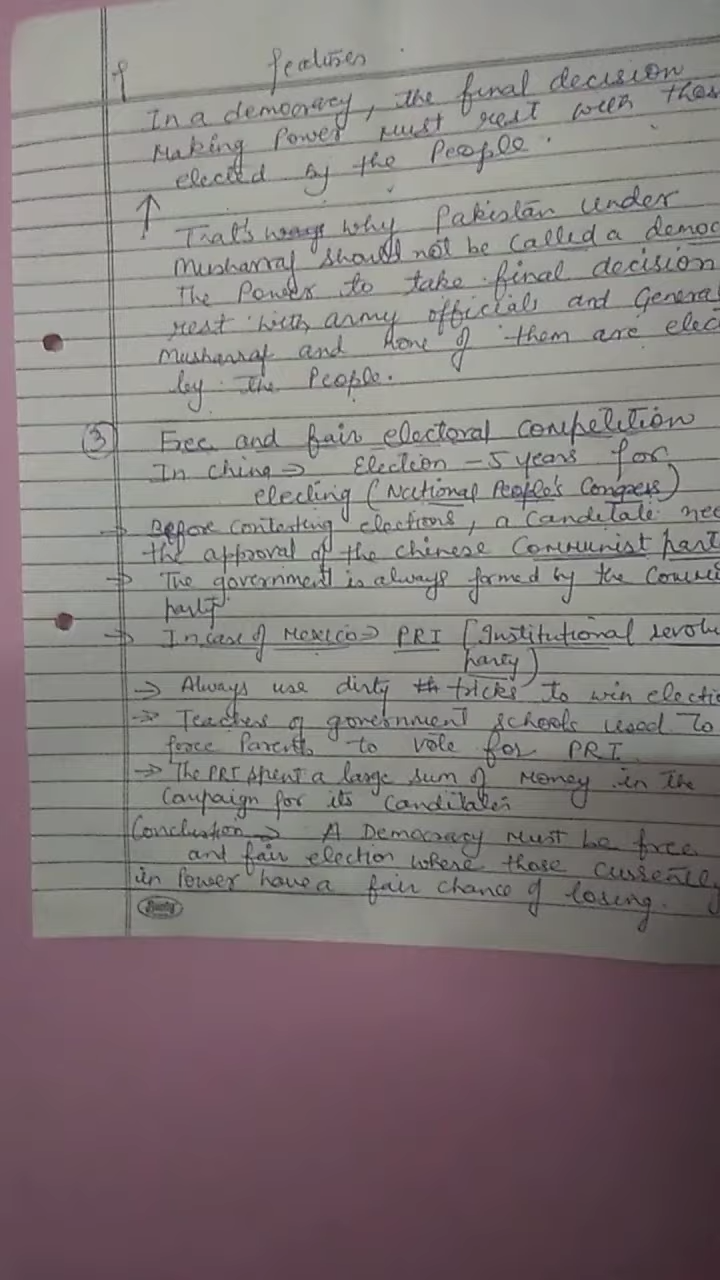 features
In a democracy, the final decision
Making Power must rest with thos
elected by the People.
That's ways why Pakistan under
Musharraf should not be called a democ
The Power to take final decision
rest with army officials and General
Musharraf and none of them are elec
by the People.
③ Free and fair electoral competition
In China ⇒ Election - 5 years for
electing (National People's Congress)
→ Before contesting elections, a Canditate nee
the approval of the chinese Communist part
→ The government is always formed by the Commu
party
→ In case of Mexico ⇒ PRI [Institutional revolu
party)
→ Always use dirty tricks to win electio
→ Teachers of government schools used to
force Parents to vote for PRI.
→ The PRI spent a large sum of money in the
Campaign for its Canditates
Conclustion → A Democracy must be free
and fair election where those currently
in Power have a fair chance of losing.